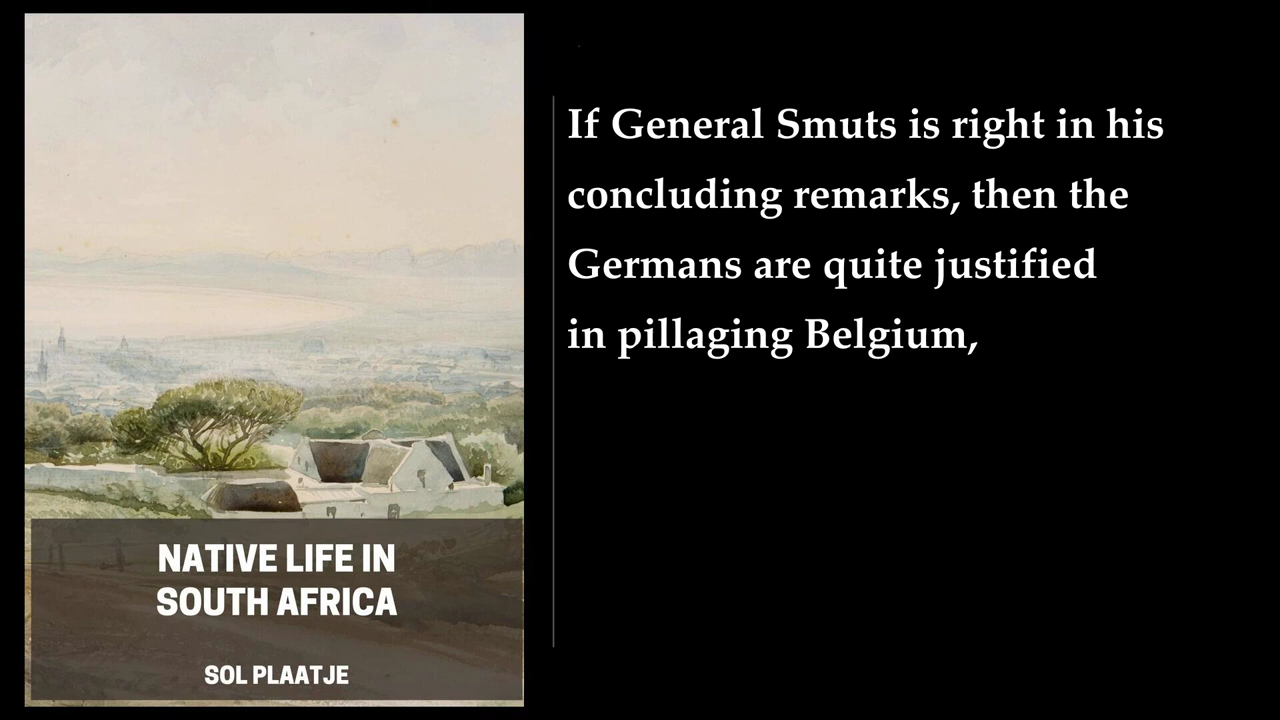 NATIVE LIFE IN
SOUTH AFRICA
SOL PLAATJE
If General Smuts is right in his
concluding remarks, then the
Germans are quite justified
in pillaging Belgium,